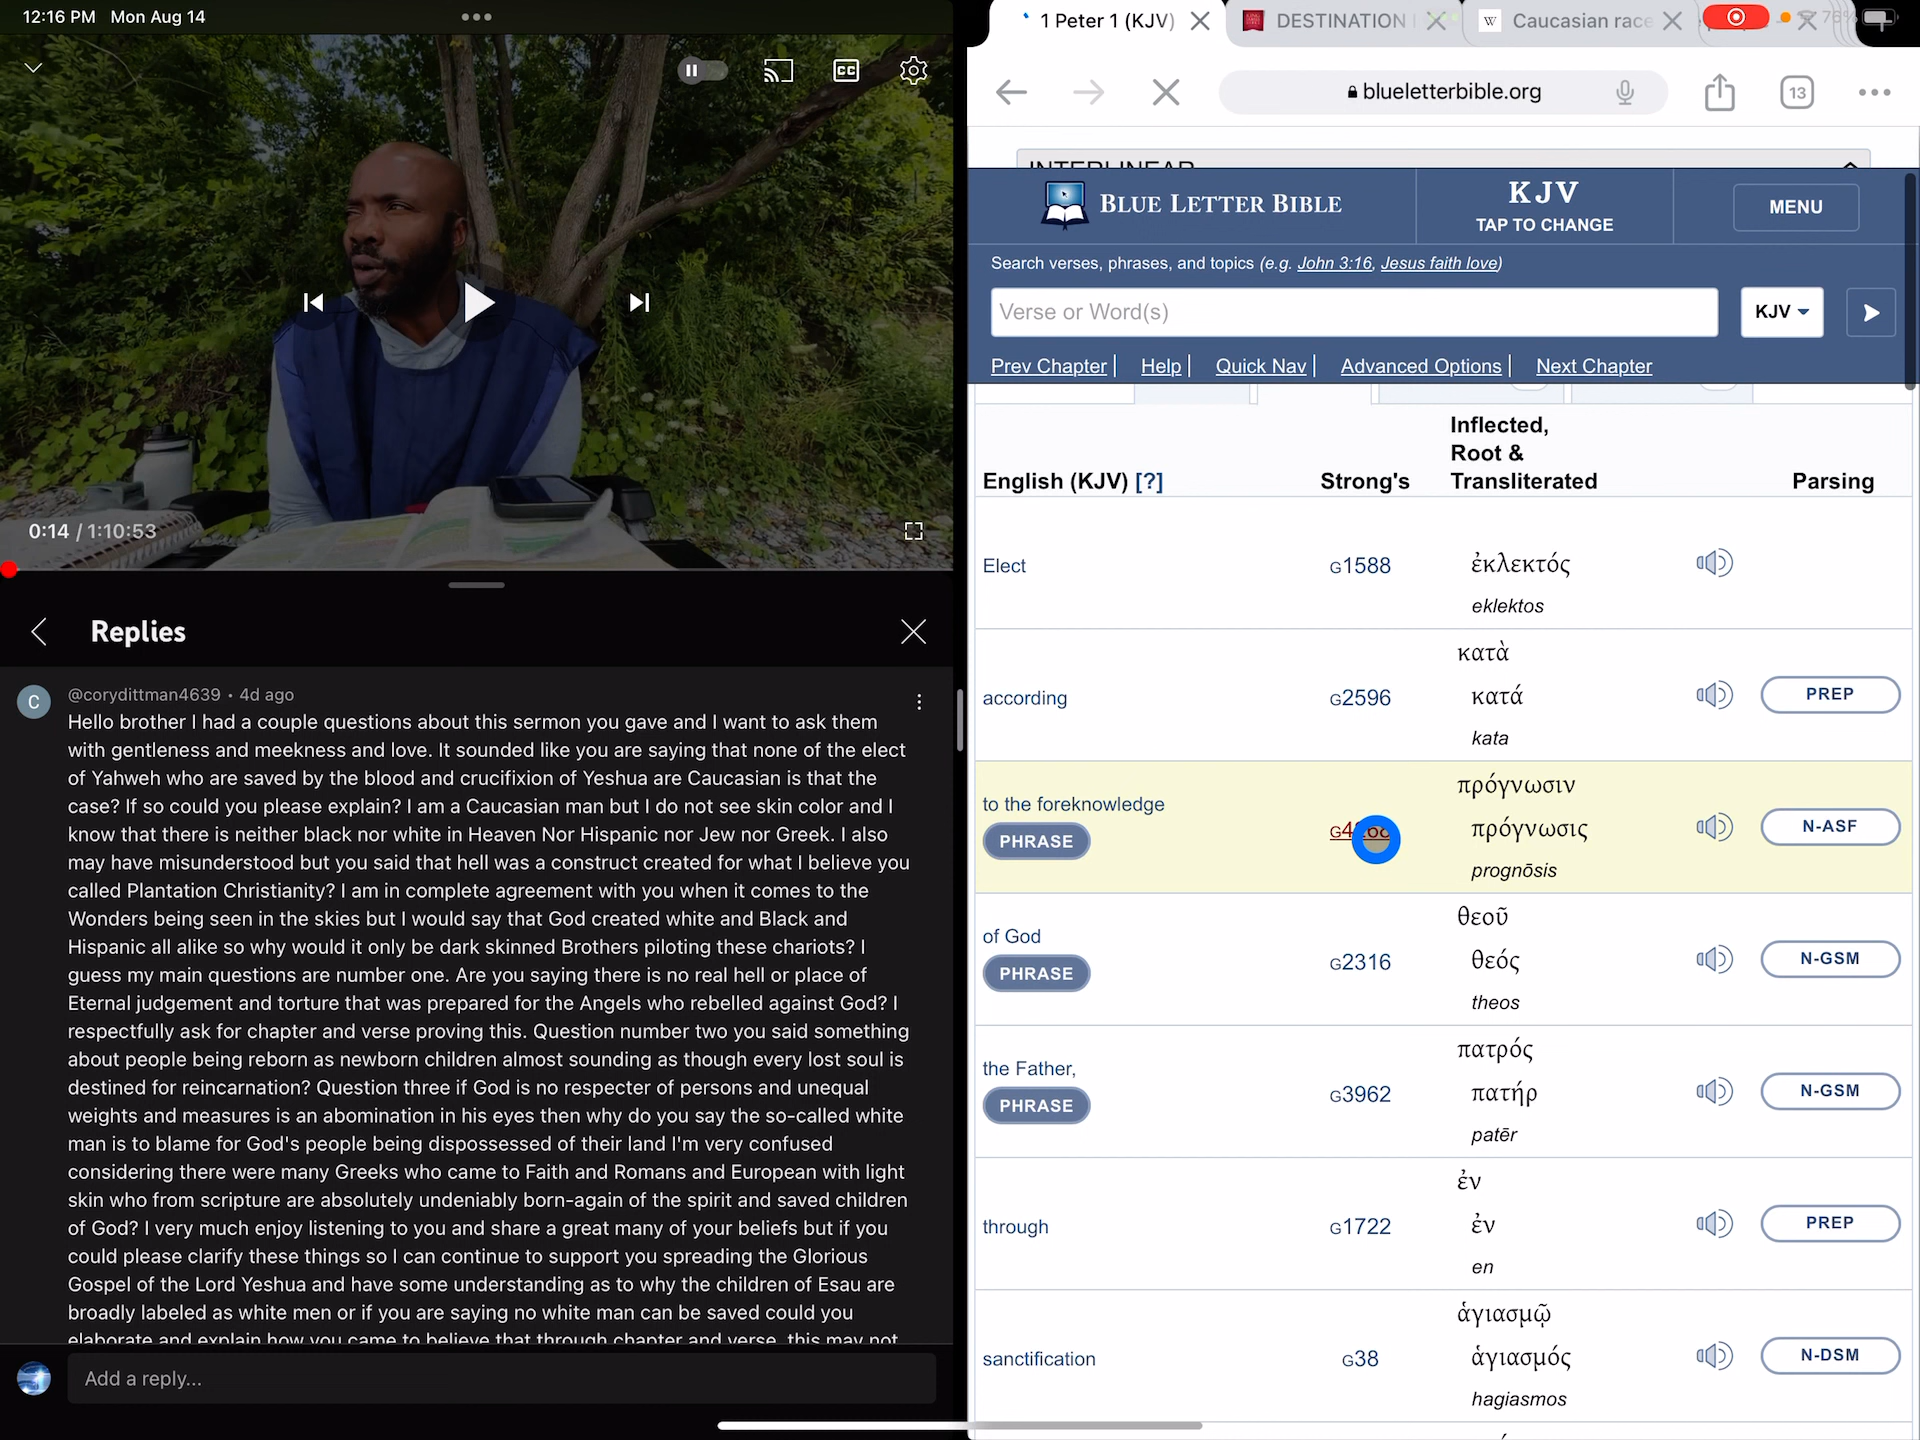 12:16 PM Mon Aug 14
0:14 / 1:10:53
Replies
@corydittman4639 • 4d ago
Hello brother I had a couple questions about this sermon you gave and I want to ask them
with gentleness and meekness and love. It sounded like you are saying that none of the elect
of Yahweh who are saved by the blood and crucifixion of Yeshua are Caucasian is that the
case? If so could you please explain? I am a Caucasian man but I do not see skin color and I
know that there is neither black nor white in Heaven Nor Hispanic nor Jew nor Greek. I also
may have misunderstood but you said that hell was a construct created for what I believe you
called Plantation Christianity? I am in complete agreement with you when it comes to the
Wonders being seen in the skies but I would say that God created white and Black and
Hispanic all alike so why would it only be dark skinned Brothers piloting these chariots? I
guess my main questions are number one. Are you saying there is no real hell or place of
Eternal judgement and torture that was prepared for the Angels who rebelled against God? I
respectfully ask for chapter and verse proving this. Question number two you said something
about people being reborn as newborn children almost sounding as though every lost soul is
destined for reincarnation? Question three if God is no respecter of persons and unequal
weights and measures is an abomination in his eyes then why do you say the so-called white
man is to blame for God's people being dispossessed of their land I'm very confused
considering there were many Greeks who came to Faith and Romans and European with light
skin who from scripture are absolutely undeniably born-again of the spirit and saved children
of God? I very much enjoy listening to you and share a great many of your beliefs but if you
could please clarify these things so I can continue to support you spreading the Glorious
Gospel of the Lord Yeshua and have some understanding as to why the children of Esau are
broadly labeled as white men or if you are saying no white man can be saved could you
elaborate and explain how you came to believe that through chapter and verse, this may not
C
CC
Add a reply...
1 Peter 1 (KJV)
DESTINATION
W Caucasian race
blueletterbible.org
13
INTERLINEAR
BLUE LETTER BIBLE
KJV
TAP TO CHANGE
MENU
Search verses, phrases, and topics (e.g. John 3:16, Jesus faith love)
Verse or Word(s)
KJV
Prev Chapter | Help | Quick Nav | Advanced Options | Next Chapter
English (KJV) [?] Strong's Inflected, Root & Transliterated Parsing
Elect G1588 ἐκλεκτός
eklektos
κατὰ
according G2596 κατά PREP
kata
πρόγνωσιν
to the foreknowledge
PHRASE πρόγνωσις N-ASF
prognōsis
θεοῦ
of God G2316 θεός N-GSM
PHRASE
theos
πατρός
the Father, G3962 πατήρ N-GSM
PHRASE
patēr
ἐν
through G1722 ἐν PREP
en
ἁγιασμῷ
sanctification G38 ἁγιασμός N-DSM
hagiasmos